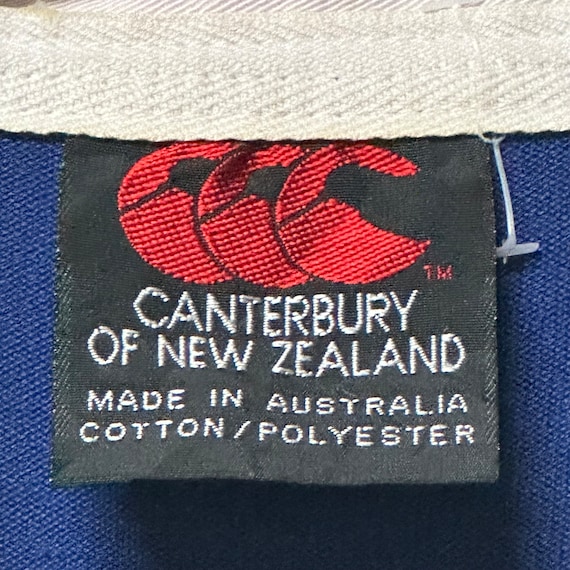 TM
CANTERBURY
OF NEW ZEALAND
MADE IN AUSTRALIA
COTTON/POLYESTER